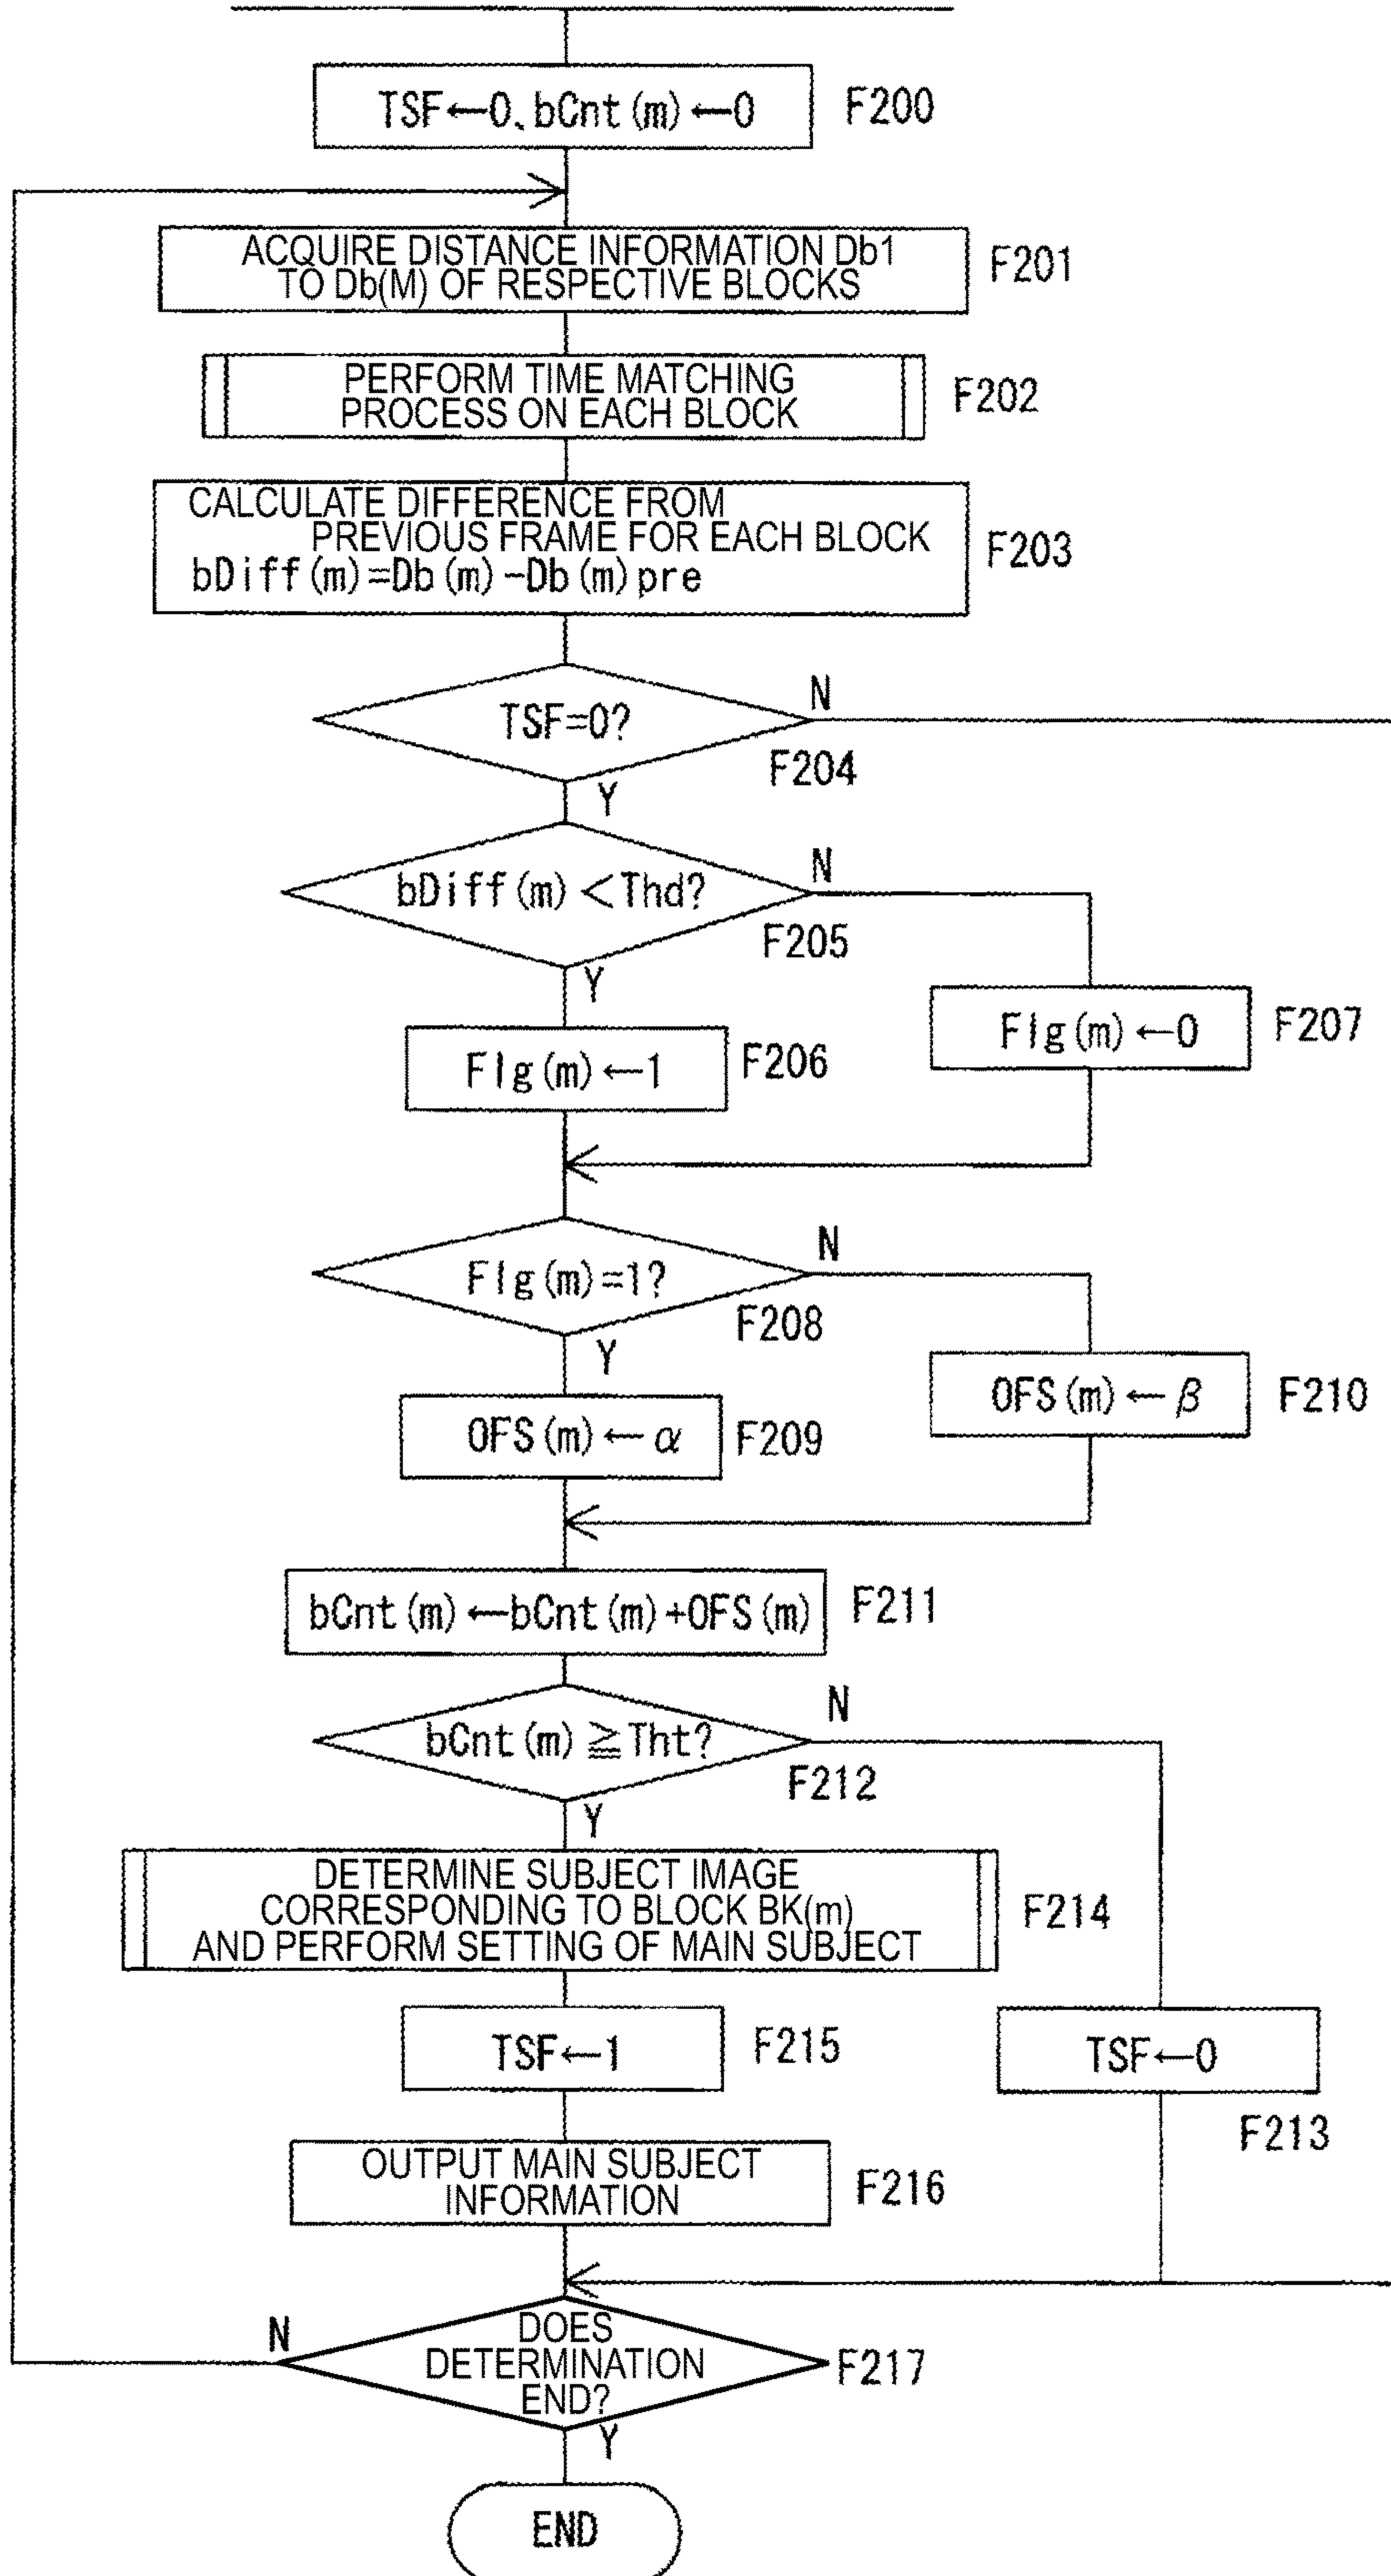 TSF←0、bCnt(m)←0
F200
ACQUIRE DISTANCE INFORMATION Db1
TO Db(M) OF RESPECTIVE BLOCKS
F201
PERFORM TIME MATCHING
PROCESS ON EACH BLOCK
F202
CALCULATE DIFFERENCE FROM
PREVIOUS FRAME FOR EACH BLOCK
bDiff(m)=Db(m)-Db(m)pre
F203
TSF=0?
N
F204
Y
bDiff(m)<Thd?
N
F205
Y
Flg(m)←1
F206
Flg(m)←0
F207
Flg(m)=1?
N
F208
Y
OFS(m)←α
F209
OFS(m)←β
F210
bCnt(m)←bCnt(m)+OFS(m)
F211
bCnt(m)≧Tht?
N
F212
Y
DETERMINE SUBJECT IMAGE
CORRESPONDING TO BLOCK BK(m)
AND PERFORM SETTING OF MAIN SUBJECT
F214
TSF←1
F215
TSF←0
F213
OUTPUT MAIN SUBJECT
INFORMATION
F216
N
DOES
DETERMINATION
END?
F217
Y
END